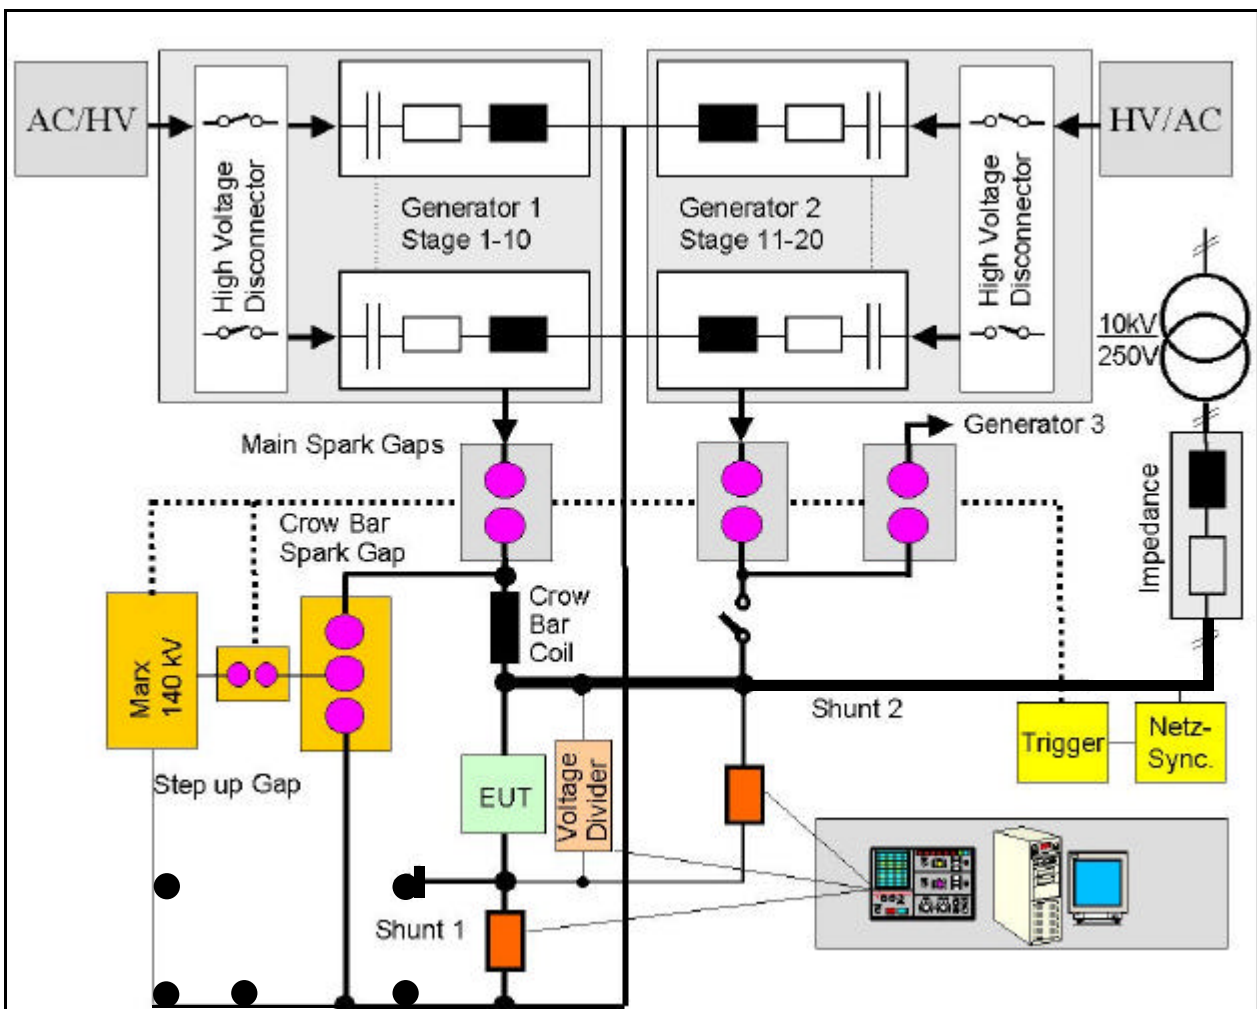 AC/HV
High Voltage
Disconnector
Generator 1
Stage 1-10
Generator 2
Stage 11-20
High Voltage
Disconnector
HV/AC
10kV
250V
Main Spark Gaps
Generator 3
Impedance
Crow Bar
Spark Gap
Crow
Bar
Coil
Marx
140 kV
Shunt 2
Trigger
Netz-
Sync.
Step up Gap
EUT
Voltage
Divider
Shunt 1